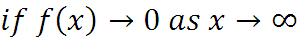 if f(x) → 0 as x → ∞